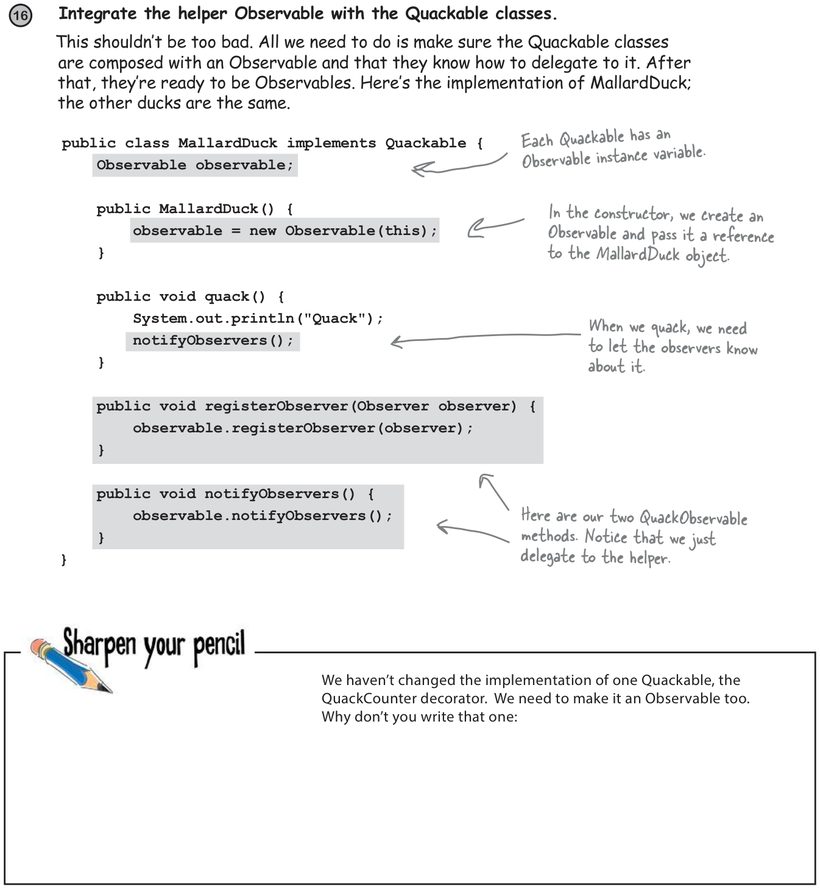 16 Integrate the helper Observable with the Quackable classes.
This shouldn't be too bad. All we need to do is make sure the Quackable classes
are composed with an Observable and that they know how to delegate to it. After
that, they're ready to be Observables. Here's the implementation of MallardDuck;
the other ducks are the same.
public class MallardDuck implements Quackable {
Observable observable;
Each Quackable has an
Observable instance variable.
public MallardDuck() {
observable = new Observable(this);
}
In the constructor, we create an
Observable and pass it a reference
to the MallardDuck object.
public void quack() {
System.out.println("Quack");
notifyObservers();
}
When we quack, we need
to let the observers know
about it.
public void registerObserver(Observer observer) {
observable.registerObserver(observer);
}
public void notifyObservers() {
observable.notifyObservers();
}
}
Here are our two QuackObservable
methods. Notice that we just
delegate to the helper.
Sharpen your pencil
We haven't changed the implementation of one Quackable, the
QuackCounter decorator. We need to make it an Observable too.
Why don't you write that one: